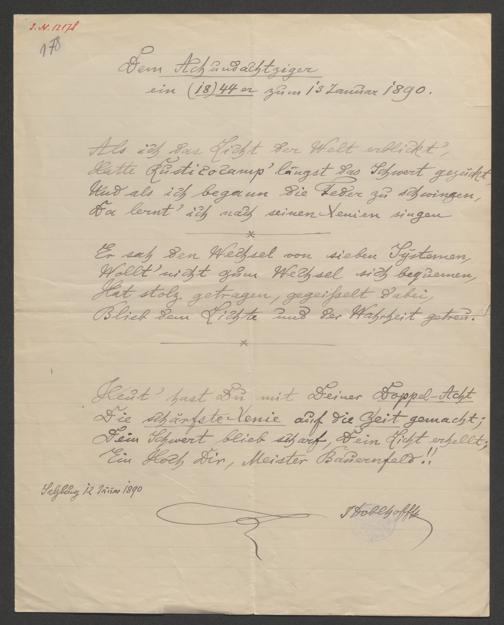 I.N. 12178
178
Dem Achundachtziger
ein (18)44er zum 13 Januar 1890.
Als ich das Licht der Welt erblickt',
Hatte Rusticocamp' längst das Schwert gezückt
Und als ich begann die Feder zu schwingen,
Da lernt' ich nach seinen Xenien singen
Er sah den Wechsel von sieben Systemen,
Wollt' nicht zum Wechsel sich bequemen,
Hat stolz getragen, gegeisselt dabei,
Blieb dem Lichte und der Wahrheit getreu.!
Heut' hast Du mit Deiner Doppel-Acht
Die schärfste Xenie auf die Zeit gemacht;
Dein Schwert blieb scharf, Dein Licht erhellt;
Ein Hoch Dir, Meister Bauernfeld!!
12 Januar 1890